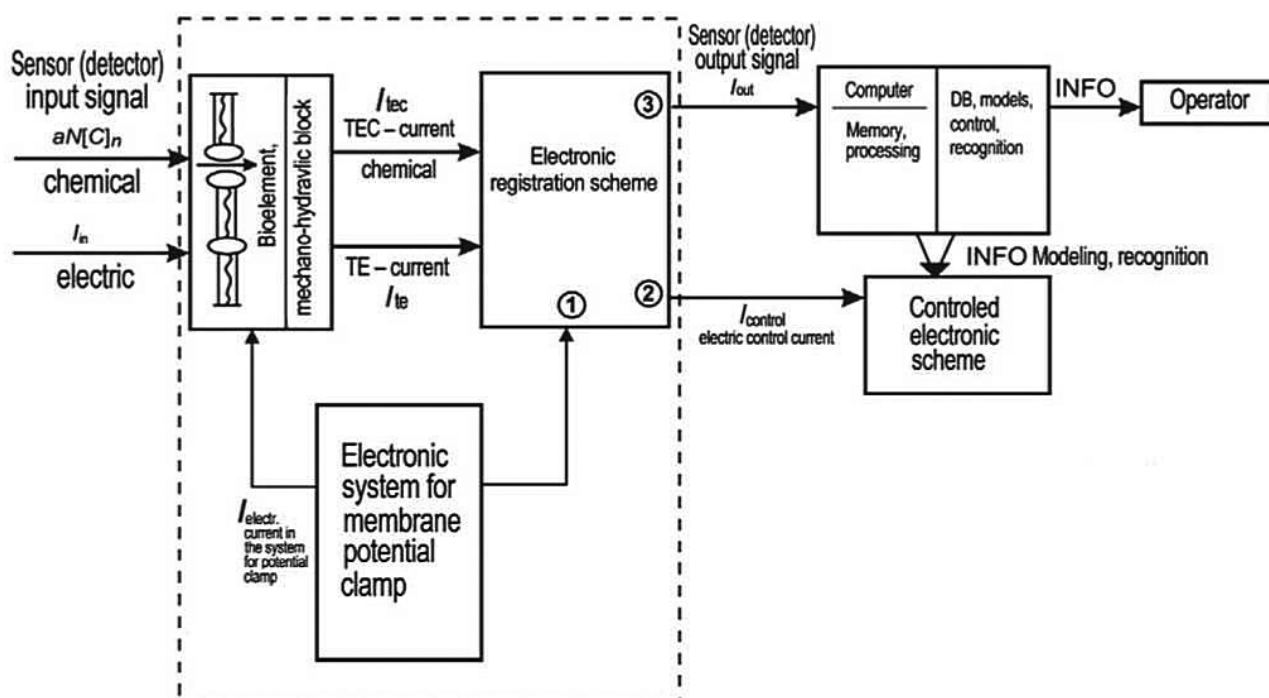 Sensor (detector)
input signal
aN[C]n
chemical
Iin
electric
Bioelement,
mechano-hydravlic block
Itec
TEC – current
chemical
TE – current
Ite
Electronic
registration scheme
3
2
1
Electronic
system for
membrane
potential
clamp
Ielectr.
current in
the system
for potential
clamp
Sensor (detector)
output signal
Iout
Computer
Memory,
processing
DB, models,
control,
recognition
INFO
Operator
INFO Modeling, recognition
Icontrol
electric control current
Controled
electronic
scheme